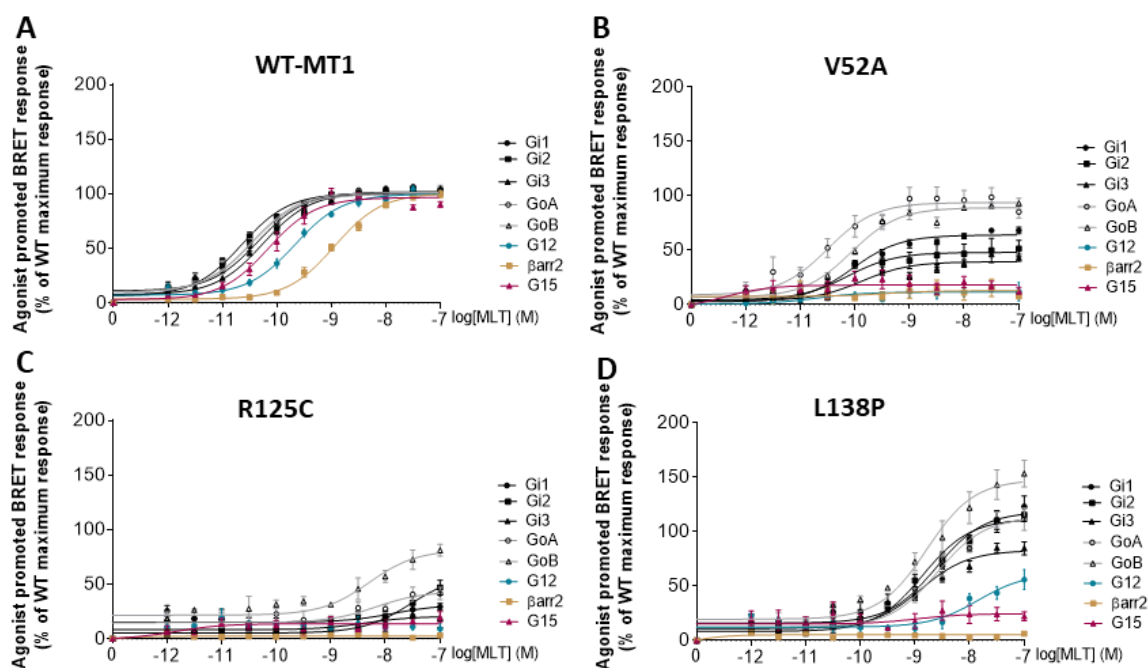 A
WT-MT1
Agonist promoted BRET response
(% of WT maximum response)
200
150
100
50
0
0 -12 -11 -10 -9 -8 -7 log[MLT] (M)
Gi1
Gi2
Gi3
GoA
GoB
G12
βarr2
G15
B
V52A
Agonist promoted BRET response
(% of WT maximum response)
200
150
100
50
0
0 -12 -11 -10 -9 -8 -7 log[MLT] (M)
Gi1
Gi2
Gi3
GoA
GoB
G12
βarr2
G15
C
R125C
Agonist promoted BRET response
(% of WT maximum response)
200
150
100
50
0
0 -12 -11 -10 -9 -8 -7 log[MLT] (M)
Gi1
Gi2
Gi3
GoA
GoB
G12
βarr2
G15
D
L138P
Agonist promoted BRET response
(% of WT maximum response)
200
150
100
50
0
0 -12 -11 -10 -9 -8 -7 log[MLT] (M)
Gi1
Gi2
Gi3
GoA
GoB
G12
βarr2
G15